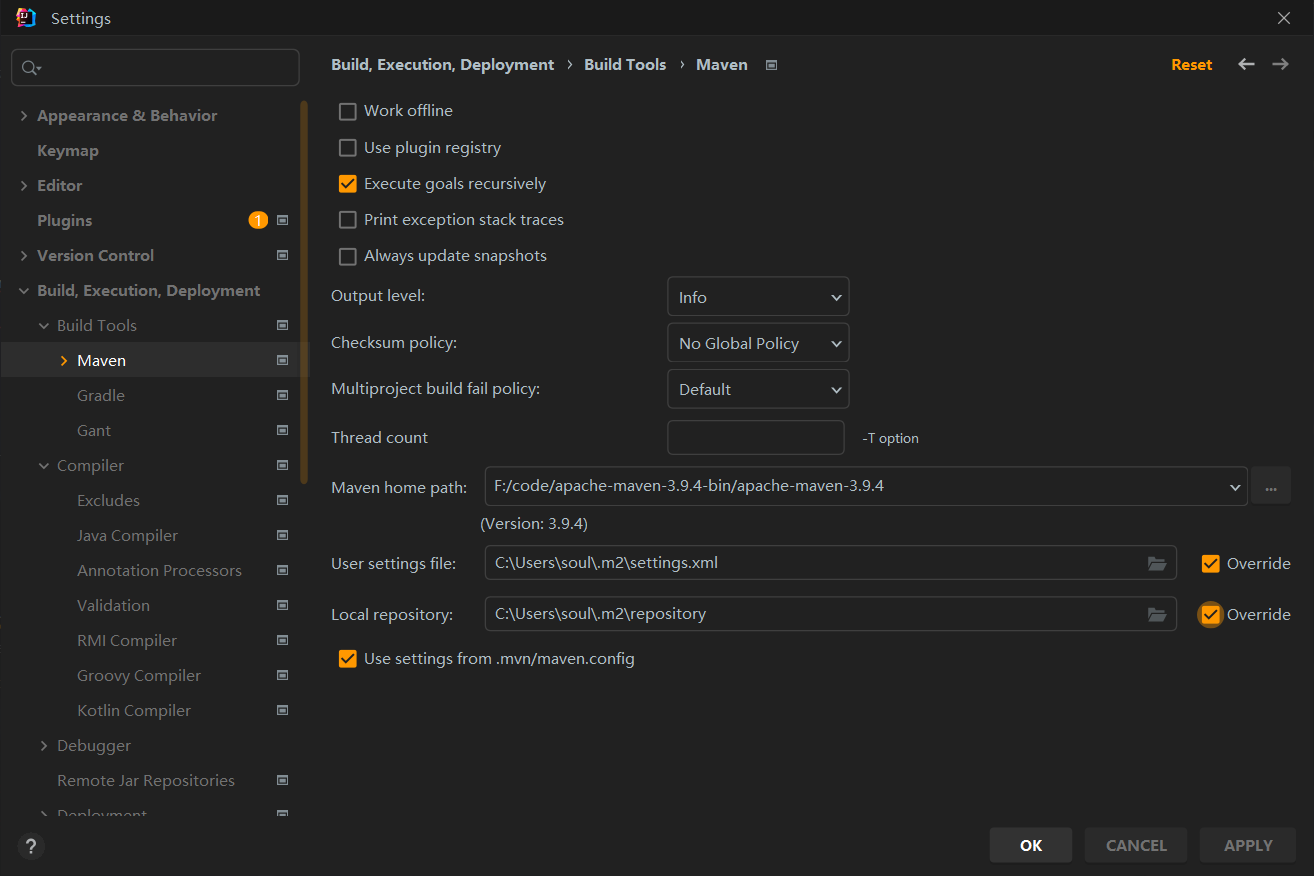 Settings
Build, Execution, Deployment › Build Tools › Maven
Reset
Appearance & Behavior
Keymap
Editor
Plugins 1
Version Control
Build, Execution, Deployment
Build Tools
Maven
Gradle
Gant
Compiler
Excludes
Java Compiler
Annotation Processors
Validation
RMI Compiler
Groovy Compiler
Kotlin Compiler
Debugger
Remote Jar Repositories
Deployment
Work offline
Use plugin registry
Execute goals recursively
Print exception stack traces
Always update snapshots
Output level: Info
Checksum policy: No Global Policy
Multiproject build fail policy: Default
Thread count -T option
Maven home path: F:/code/apache-maven-3.9.4-bin/apache-maven-3.9.4 ...
(Version: 3.9.4)
User settings file: C:\Users\soul\.m2\settings.xml Override
Local repository: C:\Users\soul\.m2\repository Override
Use settings from .mvn/maven.config
? OK CANCEL APPLY